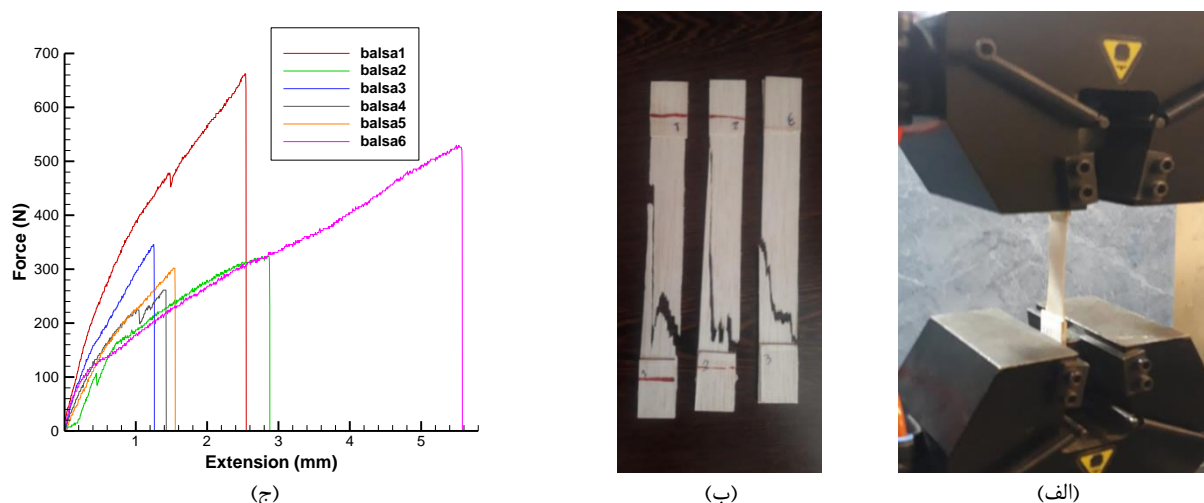 700
600
500
400
300
200
100
0
Force (N)
balsa1
balsa2
balsa3
balsa4
balsa5
balsa6
1
2
3
4
5
Extension (mm)
(ج)
(ب)
(الف)